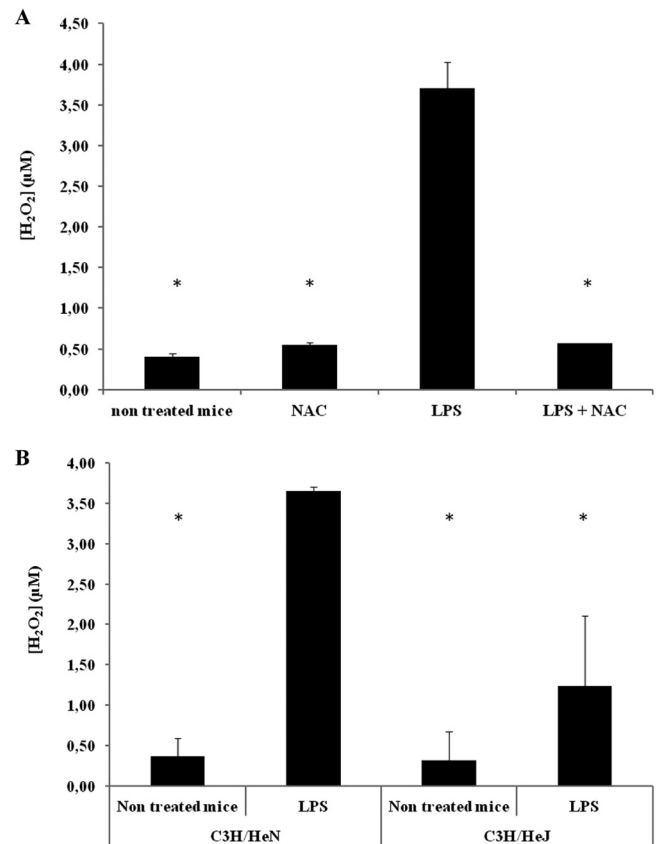 A
[H₂O₂] (µM)
4,50
4,00
3,50
3,00
2,50
2,00
1,50
1,00
0,50
0,00
*
*
*
non treated mice
NAC
LPS
LPS + NAC
B
[H₂O₂] (µM)
4,00
3,50
3,00
2,50
2,00
1,50
1,00
0,50
0,00
*
*
*
Non treated mice
LPS
Non treated mice
LPS
C3H/HeN
C3H/HeJ